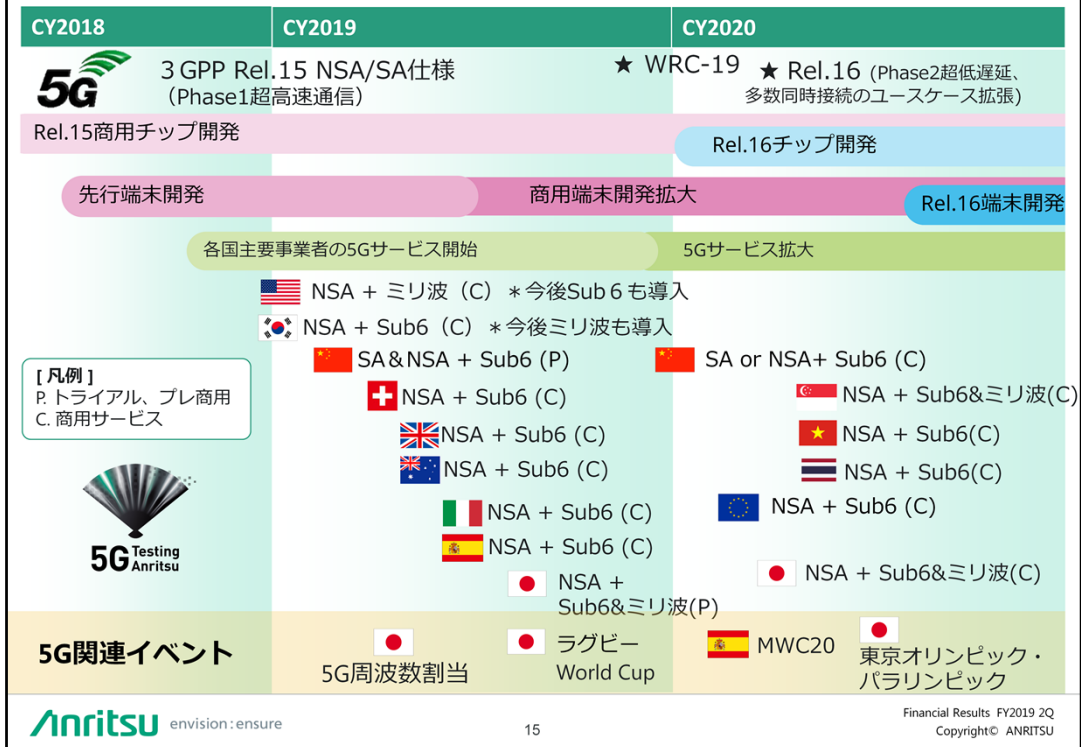 CY2018
CY2019
CY2020
5G
3GPP Rel.15 NSA/SA仕様
（Phase1超高速通信）
★ WRC-19
★ Rel.16 (Phase2超低遅延、
多数同時接続のユースケース拡張)
Rel.15商用チップ開発
Rel.16チップ開発
先行端末開発
商用端末開発拡大
Rel.16端末開発
各国主要事業者の5Gサービス開始
5Gサービス拡大
NSA + ミリ波（C）＊今後Sub６も導入
NSA + Sub6（C）＊今後ミリ波も導入
SA＆NSA + Sub6 (P)
SA or NSA+ Sub6 (C)
[ 凡例 ]
P. トライアル、プレ商用
C. 商用サービス
NSA + Sub6 (C)
NSA + Sub6&ミリ波(C)
NSA + Sub6 (C)
NSA + Sub6(C)
NSA + Sub6 (C)
NSA + Sub6(C)
NSA + Sub6 (C)
NSA + Sub6 (C)
NSA + Sub6 (C)
5G Testing
Anritsu
NSA +
Sub6&ミリ波(P)
NSA + Sub6&ミリ波(C)
5G関連イベント
5G周波数割当
ラグビー
World Cup
MWC20
東京オリンピック・
パラリンピック
Anritsu envision : ensure
15
Financial Results FY2019 2Q
Copyright© ANRITSU